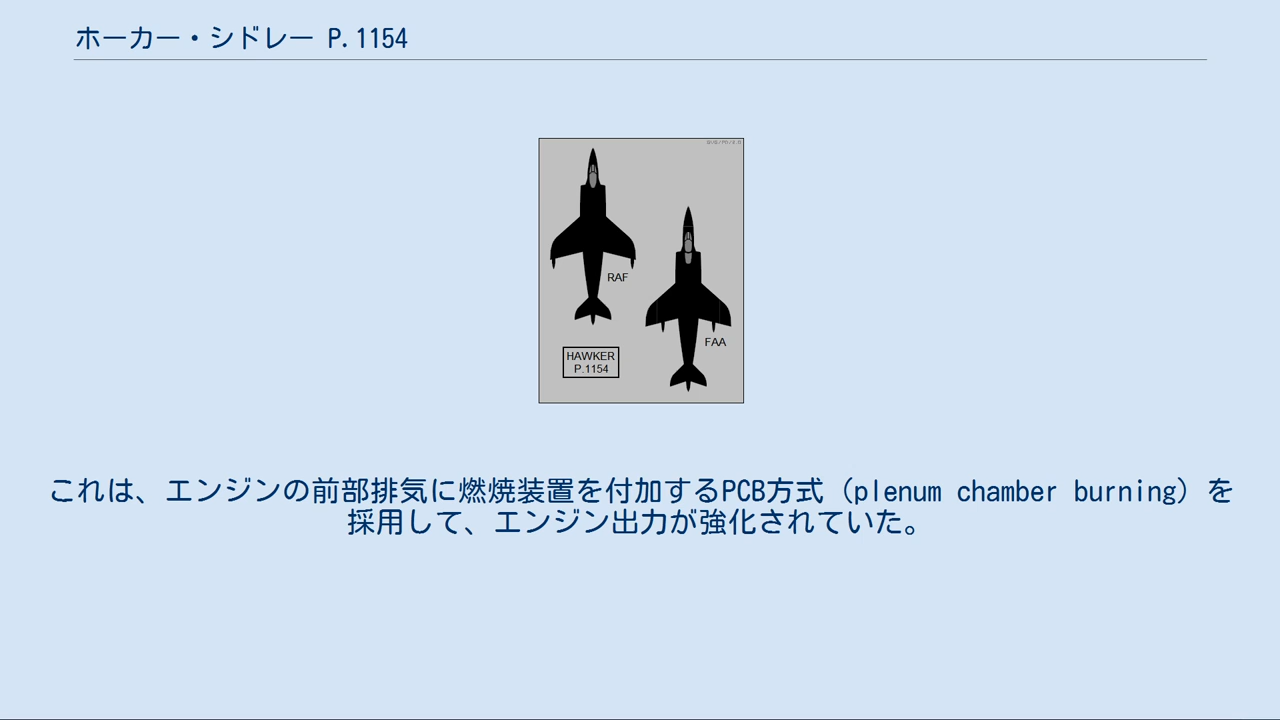 ホーカー・シドレー P.1154
RAF
FAA
HAWKER
P.1154
これは、エンジンの前部排気に燃焼装置を付加するPCB方式（plenum chamber burning）を
採用して、エンジン出力が強化されていた。